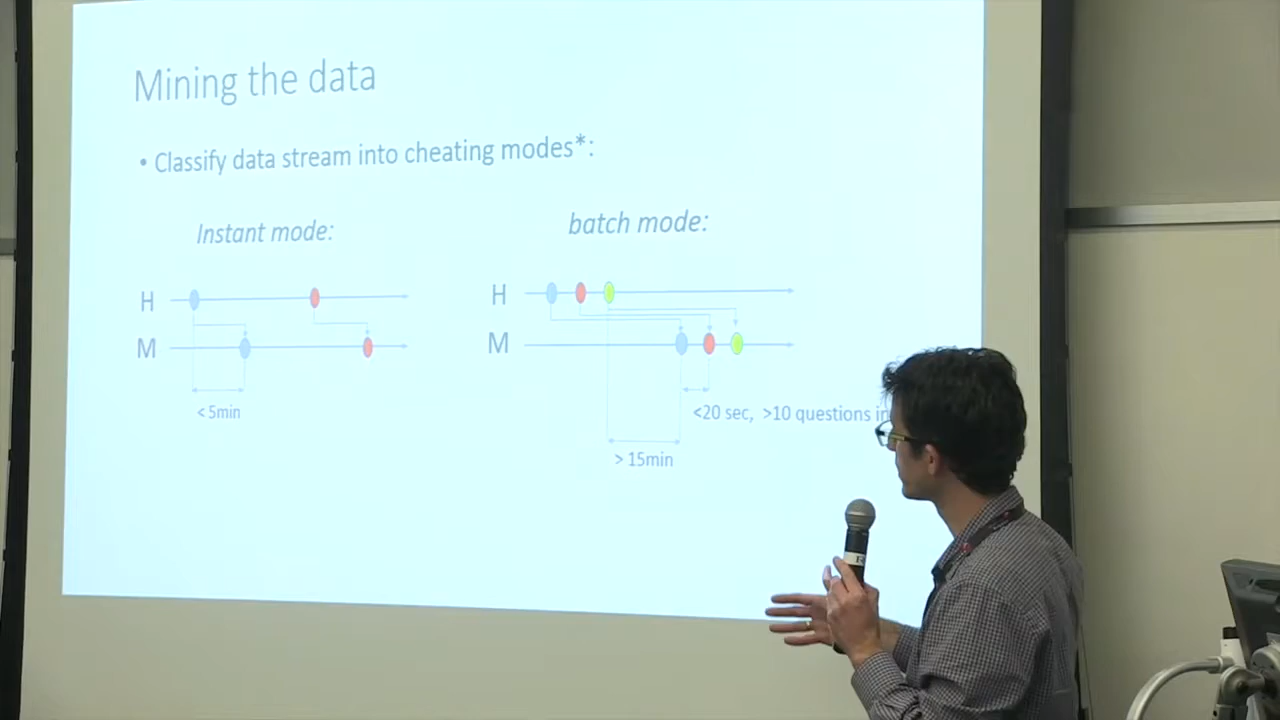 Mining the data
• Classify data stream into cheating modes*:
Instant mode:
batch mode:
H
M
< 5min
H
M
<20 sec, >10 questions in
> 15min